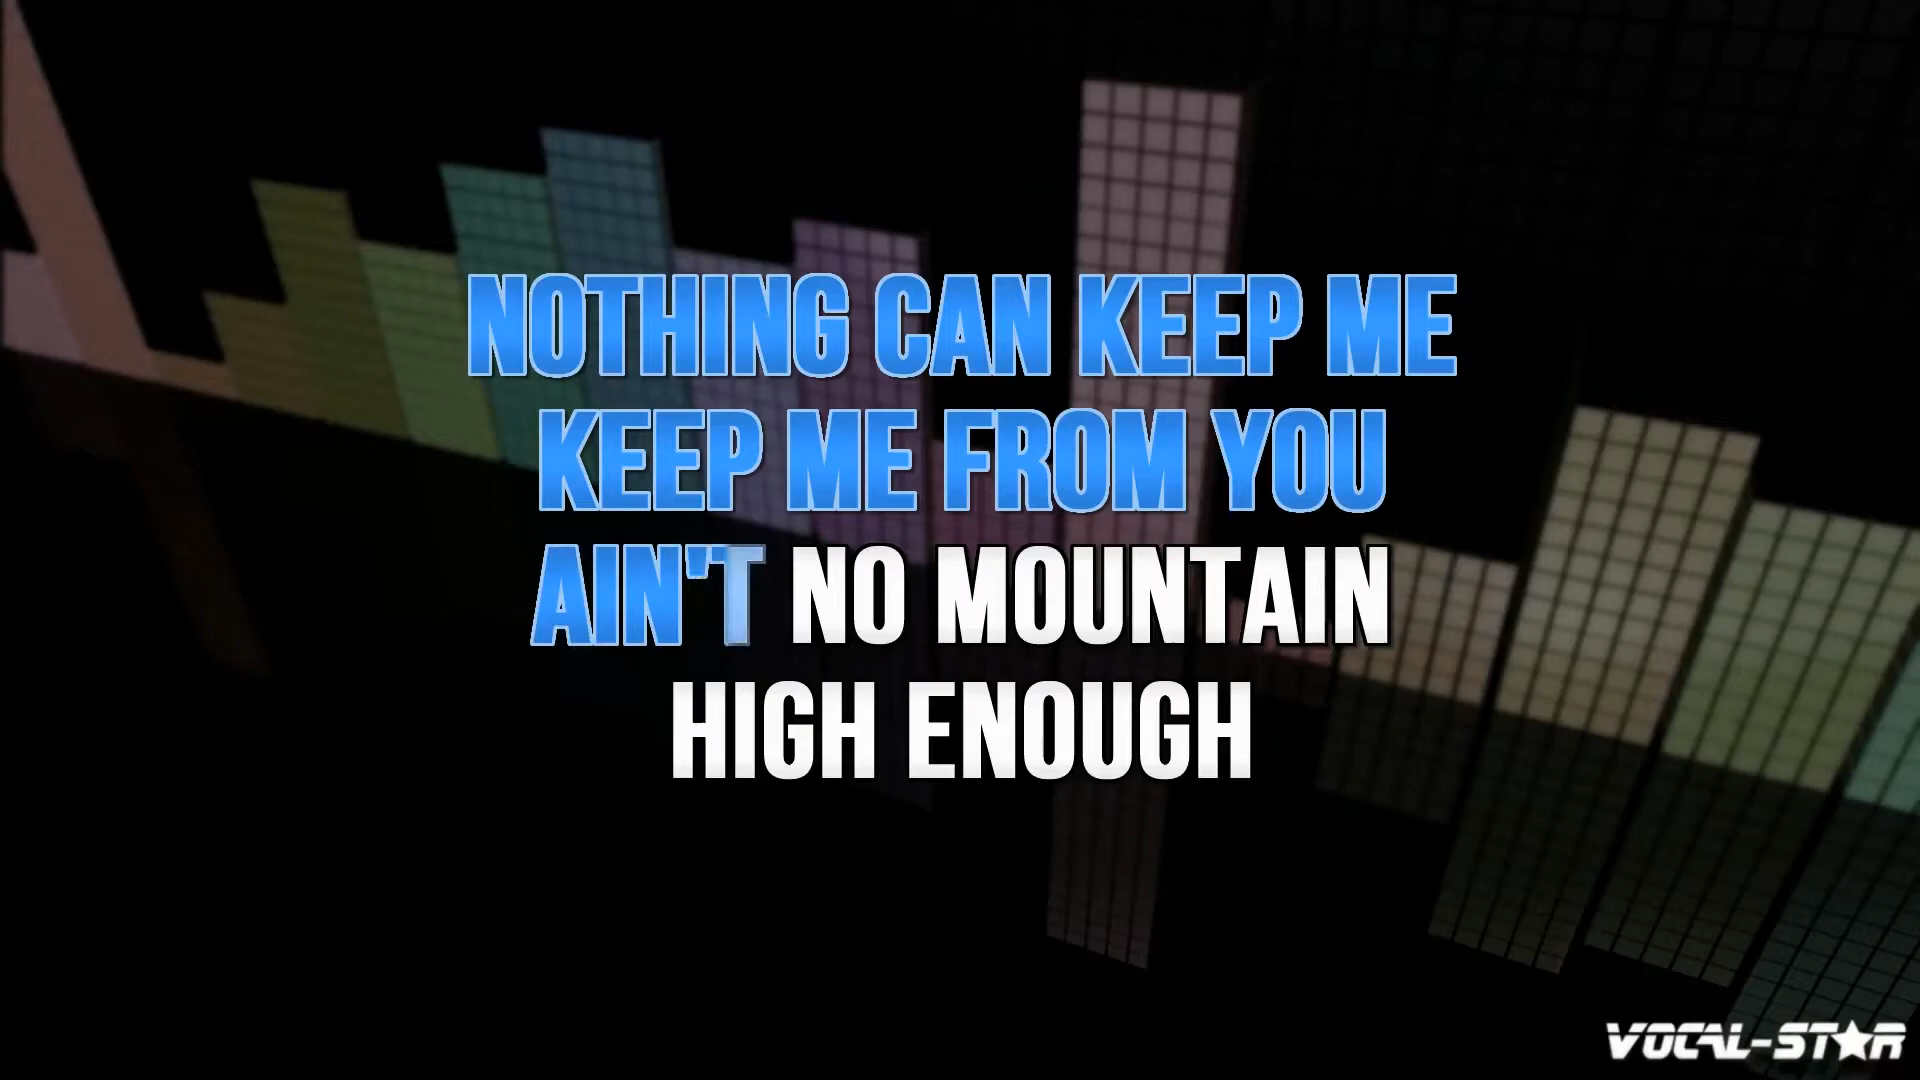 NOTHING CAN KEEP ME
KEEP ME FROM YOU
AIN'T NO MOUNTAIN
HIGH ENOUGH
VOCAL-STAR